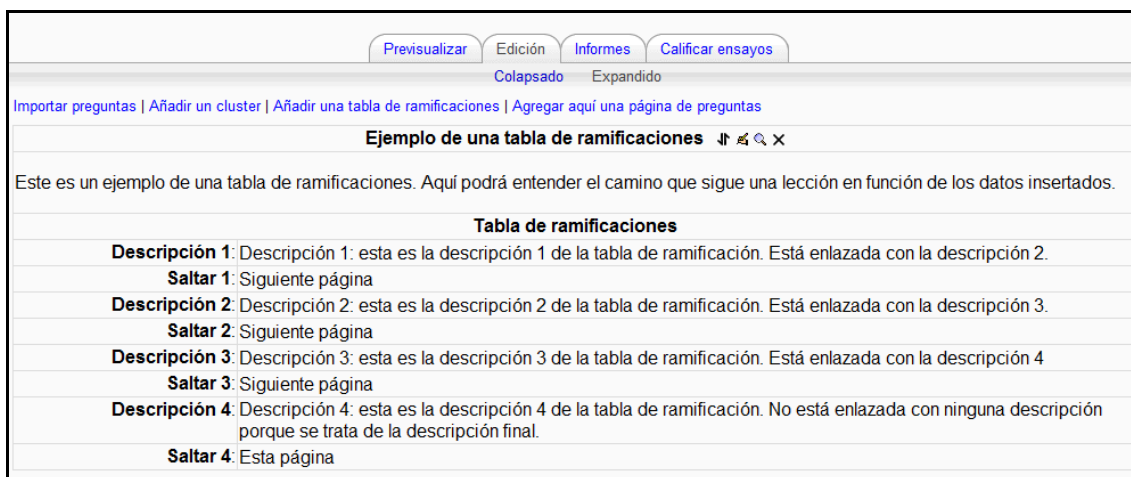 Previsualizar Edición Informes Calificar ensayos
Colapsado Expandido
Importar preguntas | Añadir un cluster | Añadir una tabla de ramificaciones | Agregar aquí una página de preguntas
Ejemplo de una tabla de ramificaciones
Este es un ejemplo de una tabla de ramificaciones. Aquí podrá entender el camino que sigue una lección en función de los datos insertados.
Tabla de ramificaciones
Descripción 1: Descripción 1: esta es la descripción 1 de la tabla de ramificación. Está enlazada con la descripción 2.
Saltar 1: Siguiente página
Descripción 2: Descripción 2: esta es la descripción 2 de la tabla de ramificación. Está enlazada con la descripción 3.
Saltar 2: Siguiente página
Descripción 3: Descripción 3: esta es la descripción 3 de la tabla de ramificación. Está enlazada con la descripción 4
Saltar 3: Siguiente página
Descripción 4: Descripción 4: esta es la descripción 4 de la tabla de ramificación. No está enlazada con ninguna descripción
porque se trata de la descripción final.
Saltar 4: Esta página